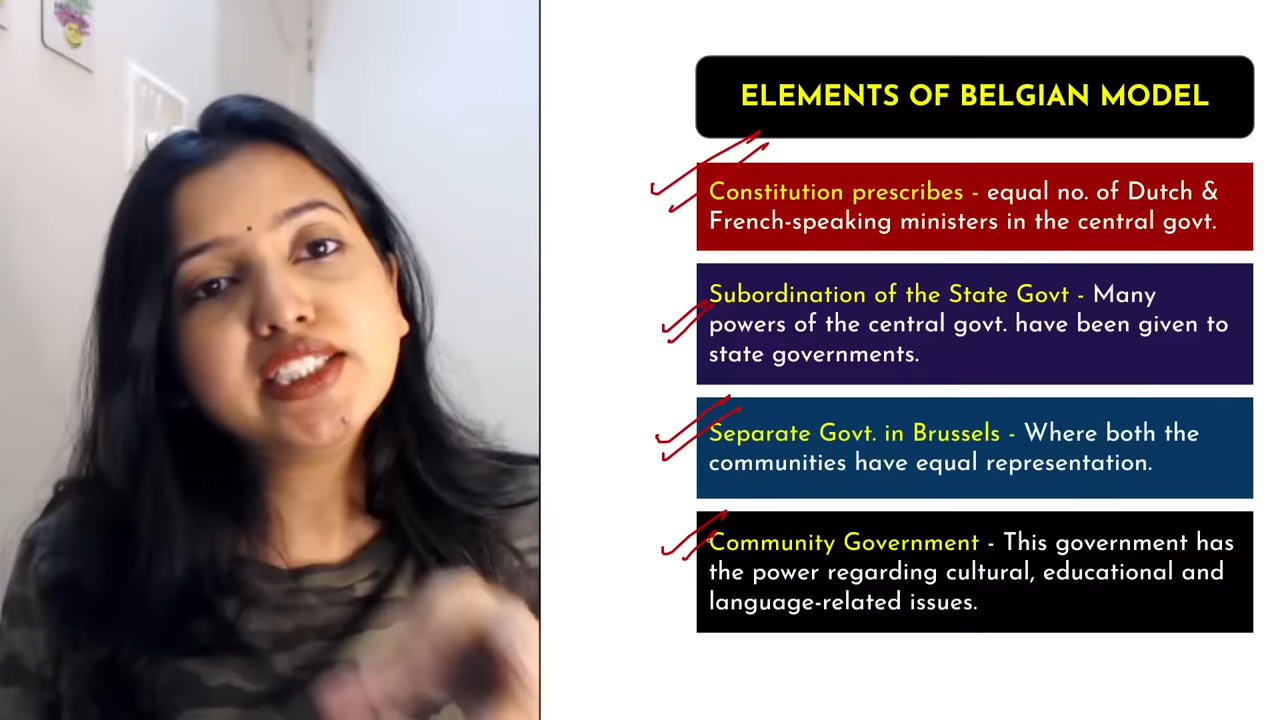 ELEMENTS OF BELGIAN MODEL
Constitution prescribes - equal no. of Dutch &
French-speaking ministers in the central govt.
Subordination of the State Govt - Many
powers of the central govt. have been given to
state governments.
Separate Govt. in Brussels - Where both the
communities have equal representation.
Community Government - This government has
the power regarding cultural, educational and
language-related issues.